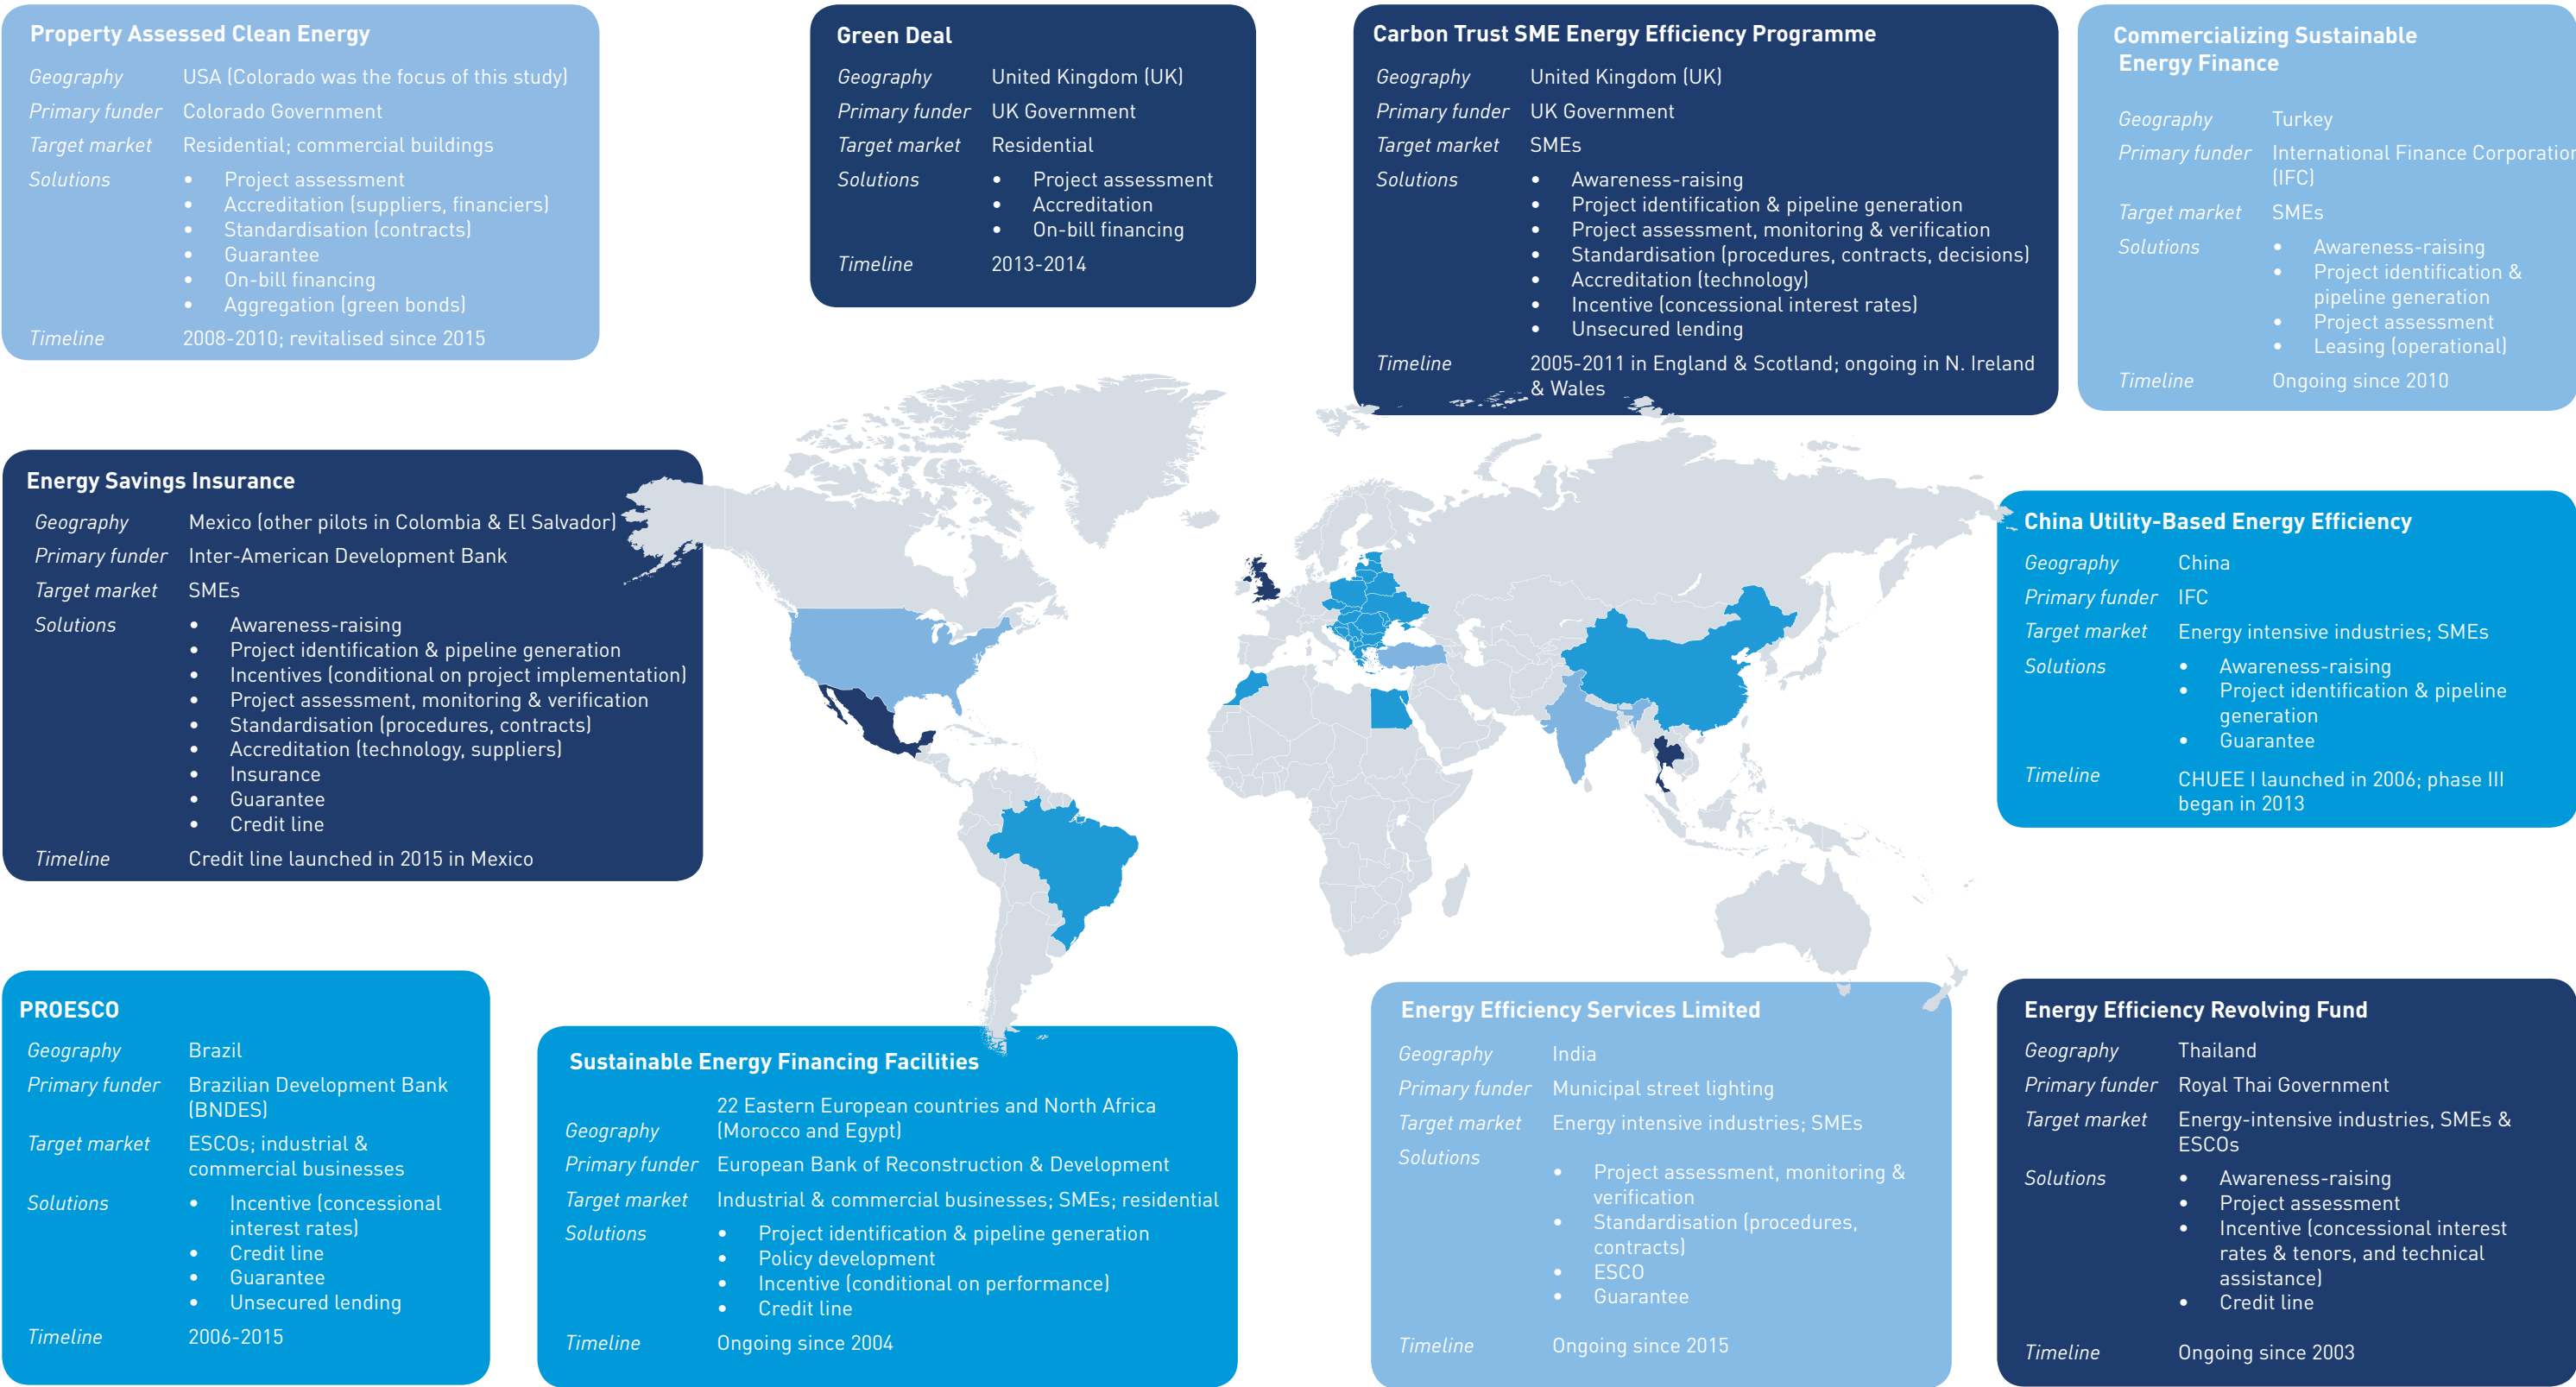 Property Assessed Clean Energy
Geography USA (Colorado was the focus of this study)
Primary funder Colorado Government
Target market Residential; commercial buildings
Solutions • Project assessment
• Accreditation (suppliers, financiers)
• Standardisation (contracts)
• Guarantee
• On-bill financing
• Aggregation (green bonds)
Timeline 2008-2010; revitalised since 2015
Green Deal
Geography United Kingdom (UK)
Primary funder UK Government
Target market Residential
Solutions • Project assessment
• Accreditation
• On-bill financing
Timeline 2013-2014
Carbon Trust SME Energy Efficiency Programme
Geography United Kingdom (UK)
Primary funder UK Government
Target market SMEs
Solutions • Awareness-raising
• Project identification & pipeline generation
• Project assessment, monitoring & verification
• Standardisation (procedures, contracts, decisions)
• Accreditation (technology)
• Incentive (concessional interest rates)
• Unsecured lending
Timeline 2005-2011 in England & Scotland; ongoing in N. Ireland
& Wales
Commercializing Sustainable
Energy Finance
Geography Turkey
Primary funder International Finance Corporation
(IFC)
Target market SMEs
Solutions • Awareness-raising
• Project identification &
pipeline generation
• Project assessment
• Leasing (operational)
Timeline Ongoing since 2010
Energy Savings Insurance
Geography Mexico (other pilots in Colombia & El Salvador)
Primary funder Inter-American Development Bank
Target market SMEs
Solutions • Awareness-raising
• Project identification & pipeline generation
• Incentives (conditional on project implementation)
• Project assessment, monitoring & verification
• Standardisation (procedures, contracts)
• Accreditation (technology, suppliers)
• Insurance
• Guarantee
• Credit line
Timeline Credit line launched in 2015 in Mexico
China Utility-Based Energy Efficiency
Geography China
Primary funder IFC
Target market Energy intensive industries; SMEs
Solutions • Awareness-raising
• Project identification & pipeline
generation
• Guarantee
Timeline CHUEE I launched in 2006; phase III
began in 2013
PROESCO
Geography Brazil
Primary funder Brazilian Development Bank
(BNDES)
Target market ESCOs; industrial &
commercial businesses
Solutions • Incentive (concessional
interest rates)
• Credit line
• Guarantee
• Unsecured lending
Timeline 2006-2015
Sustainable Energy Financing Facilities
22 Eastern European countries and North Africa
Geography (Morocco and Egypt)
Primary funder European Bank of Reconstruction & Development
Target market Industrial & commercial businesses; SMEs; residential
Solutions • Project identification & pipeline generation
• Policy development
• Incentive (conditional on performance)
• Credit line
Timeline Ongoing since 2004
Energy Efficiency Services Limited
Geography India
Primary funder Municipal street lighting
Target market Energy intensive industries; SMEs
Solutions
• Project assessment, monitoring &
verification
• Standardisation (procedures,
contracts)
• ESCO
• Guarantee
Timeline Ongoing since 2015
Energy Efficiency Revolving Fund
Geography Thailand
Primary funder Royal Thai Government
Target market Energy-intensive industries, SMEs &
ESCOs
Solutions • Awareness-raising
• Project assessment
• Incentive (concessional interest
rates & tenors, and technical
assistance)
• Credit line
Timeline Ongoing since 2003